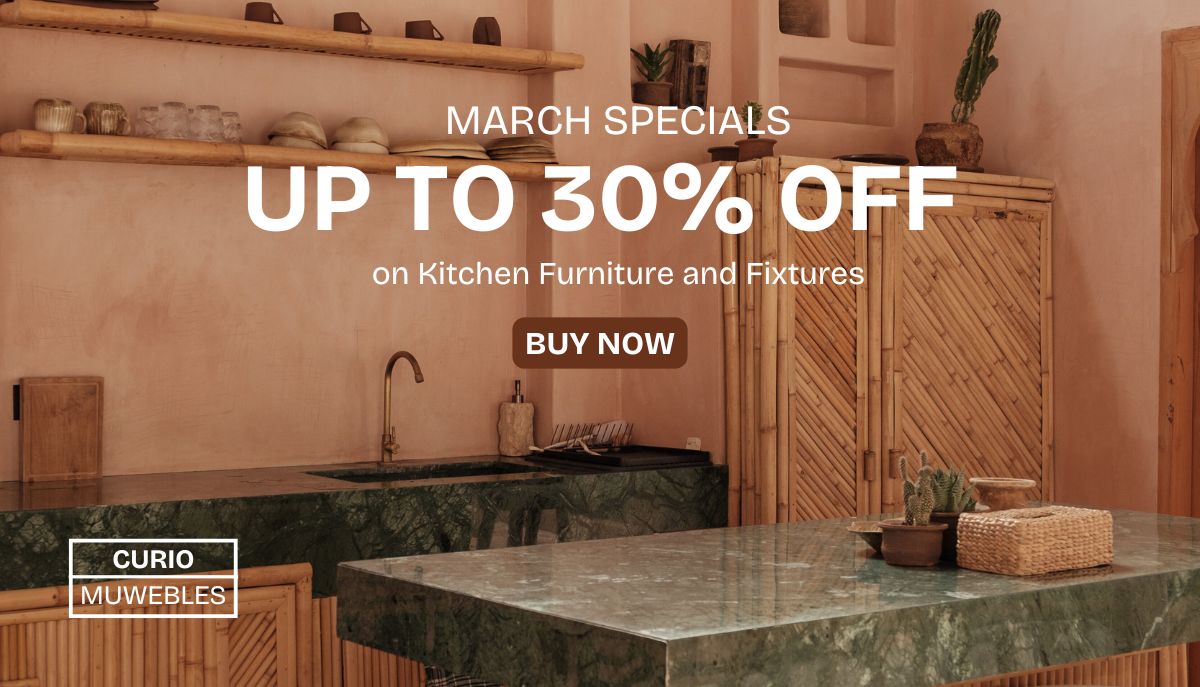 MARCH SPECIALS
UP TO 30% OFF
on Kitchen Furniture and Fixtures
BUY NOW
CURIO
MUWEBLES